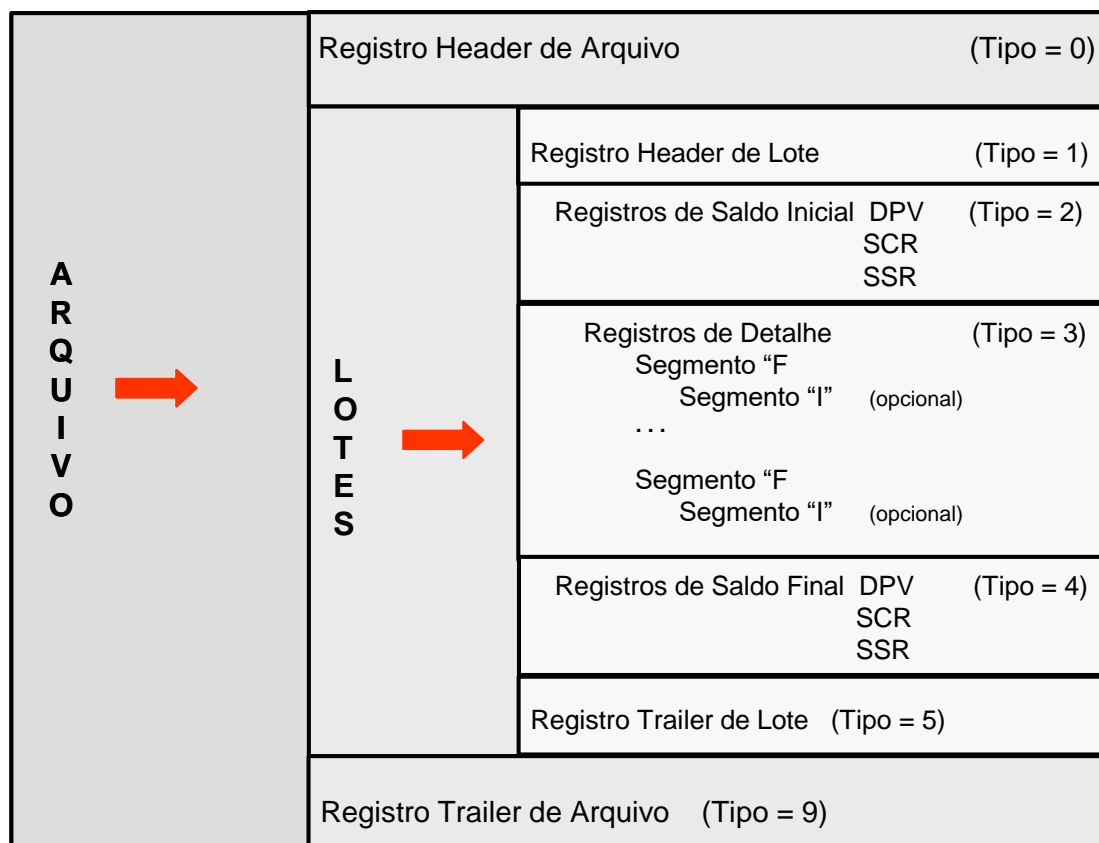 Registro Header de Arquivo (Tipo = 0)
ARQUIVO
LOTES
Registro Header de Lote (Tipo = 1)
Registros de Saldo Inicial DPV (Tipo = 2)
SCR
SSR
Registros de Detalhe (Tipo = 3)
Segmento “F
Segmento “I” (opcional)
. . .
Segmento “F
Segmento “I” (opcional)
Registros de Saldo Final DPV (Tipo = 4)
SCR
SSR
Registro Trailer de Lote (Tipo = 5)
Registro Trailer de Arquivo (Tipo = 9)